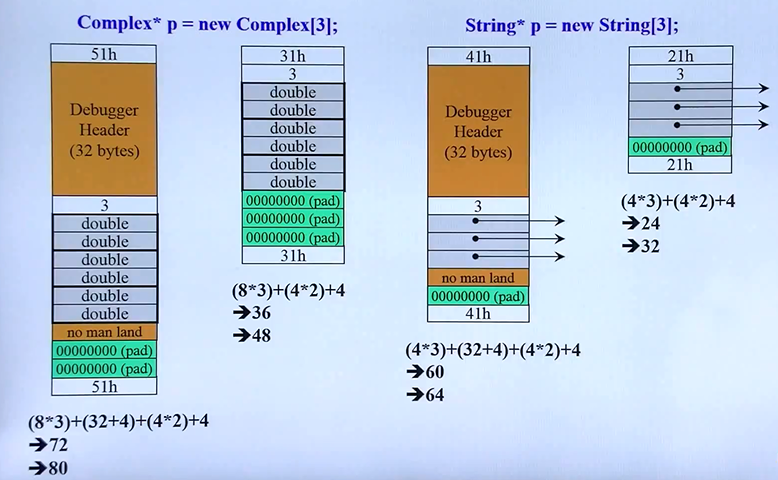 Complex* p = new Complex[3];
51h
Debugger
Header
(32 bytes)
3
double
double
double
double
double
double
no man land
00000000 (pad)
00000000 (pad)
51h
(8*3)+(32+4)+(4*2)+4
➔72
➔80
31h
3
double
double
double
double
double
double
00000000 (pad)
00000000 (pad)
00000000 (pad)
31h
(8*3)+(4*2)+4
➔36
➔48
String* p = new String[3];
41h
Debugger
Header
(32 bytes)
3
no man land
00000000 (pad)
41h
(4*3)+(32+4)+(4*2)+4
➔60
➔64
21h
3
00000000 (pad)
21h
(4*3)+(4*2)+4
➔24
➔32